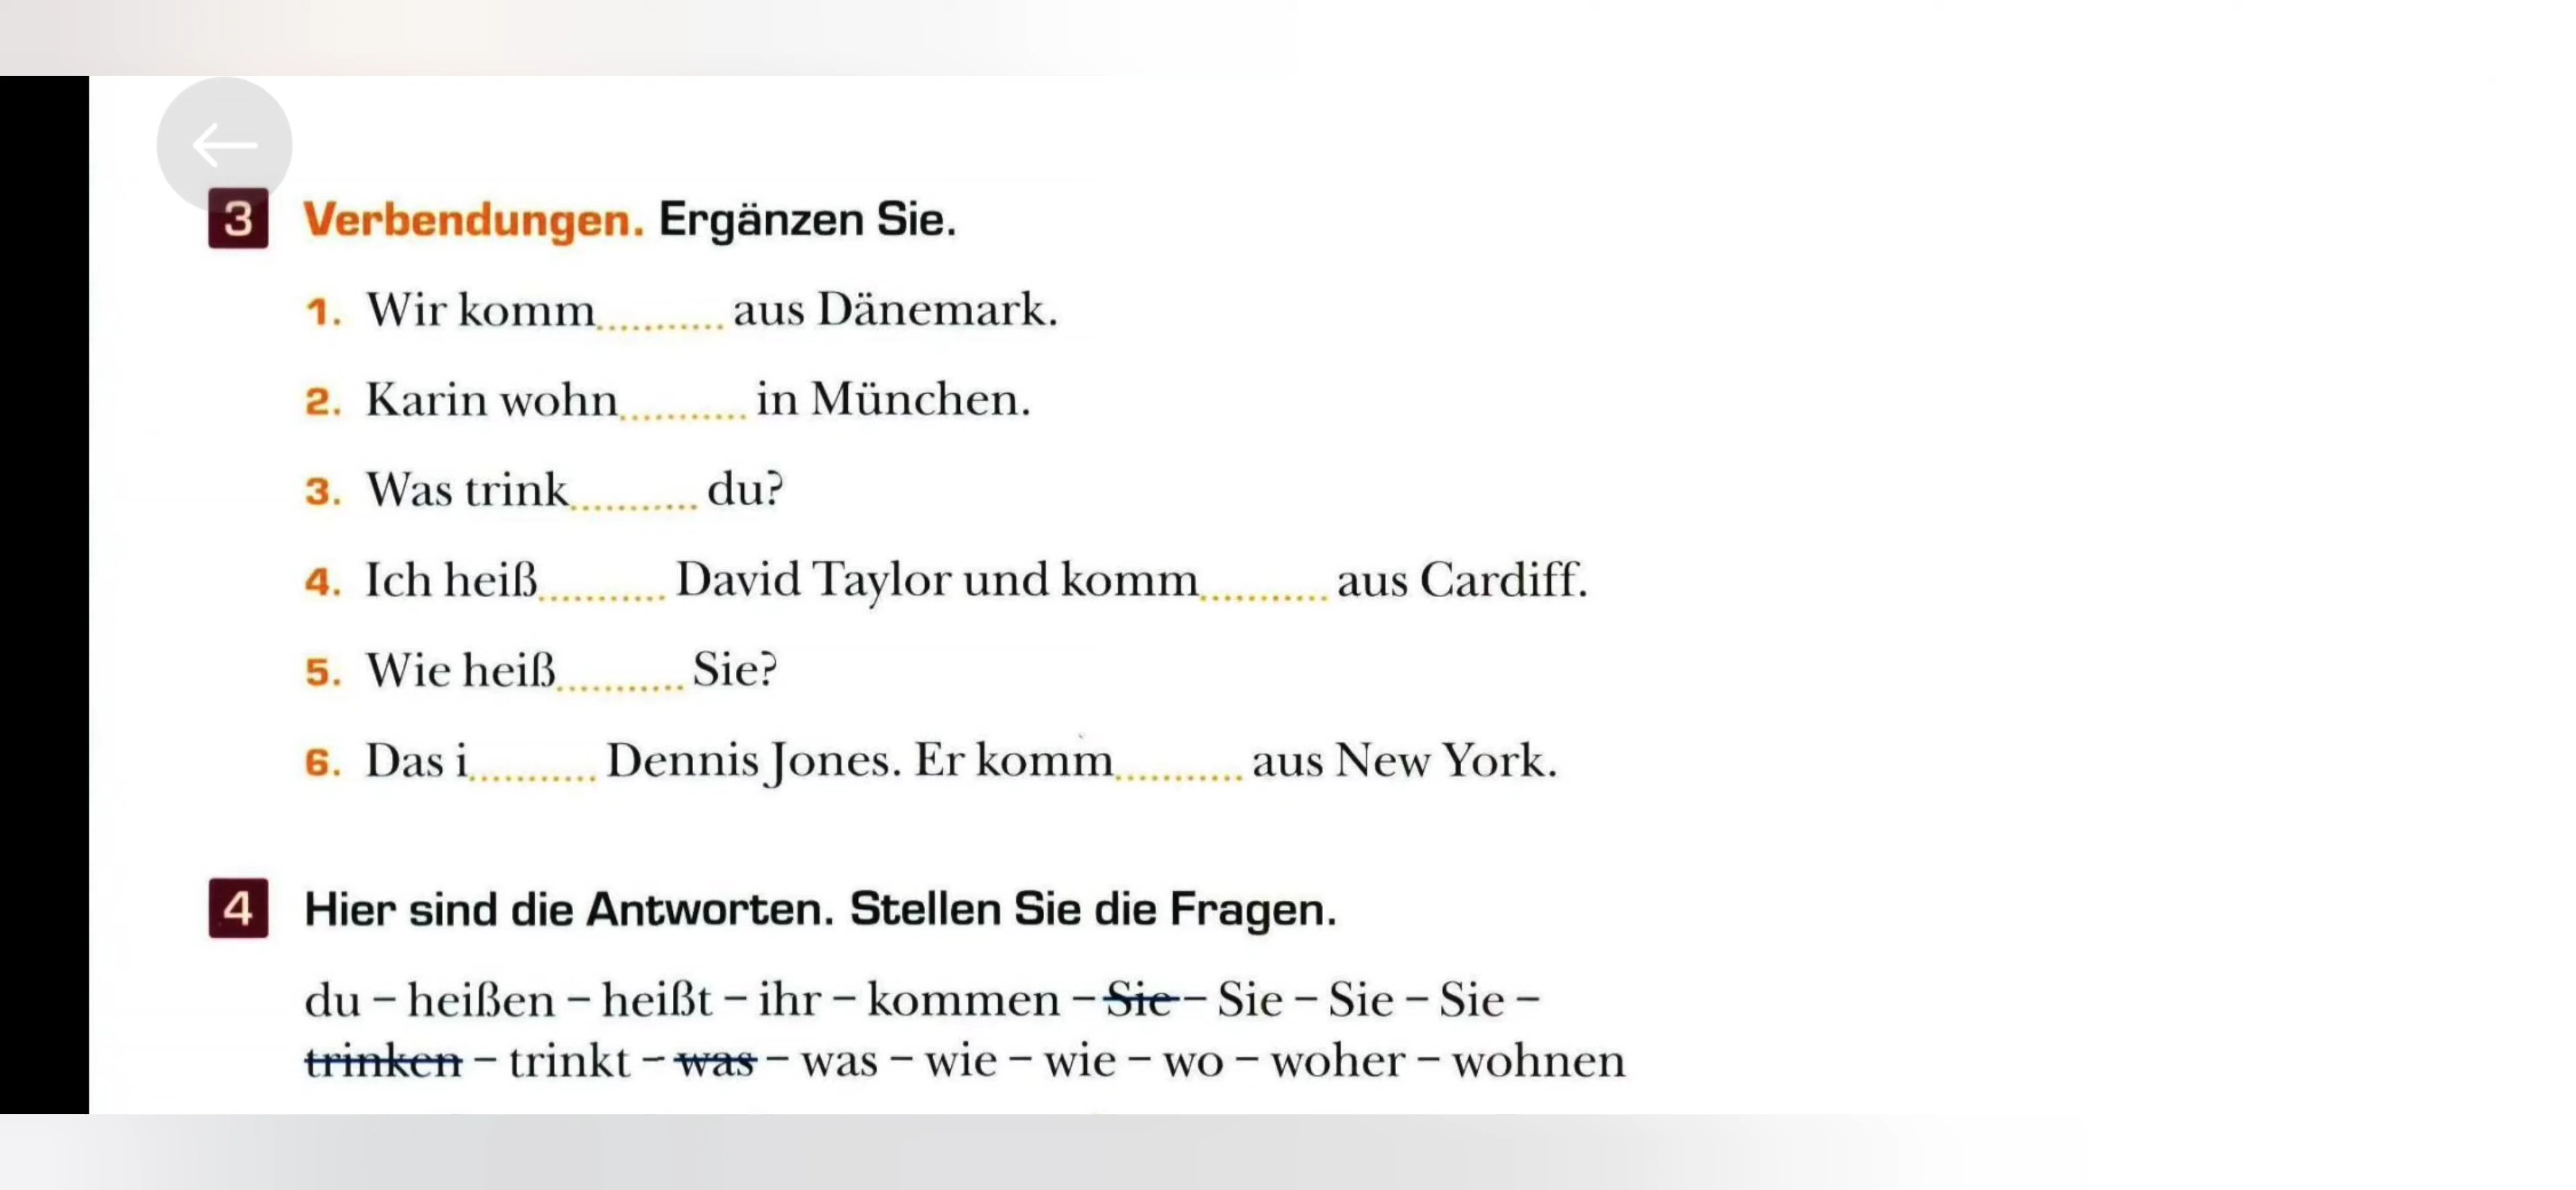 3 Verbendungen. Ergänzen Sie.
1. Wir komm........... aus Dänemark.
2. Karin wohn........... in München.
3. Was trink........... du?
4. Ich heiß........... David Taylor und komm........... aus Cardiff.
5. Wie heiß........... Sie?
6. Das i........... Dennis Jones. Er komm........... aus New York.
4 Hier sind die Antworten. Stellen Sie die Fragen.
du – heißen – heißt – ihr – kommen – Sie – Sie – Sie – Sie –
trinken – trinkt – was – was – wie – wie – wo – woher – wohnen